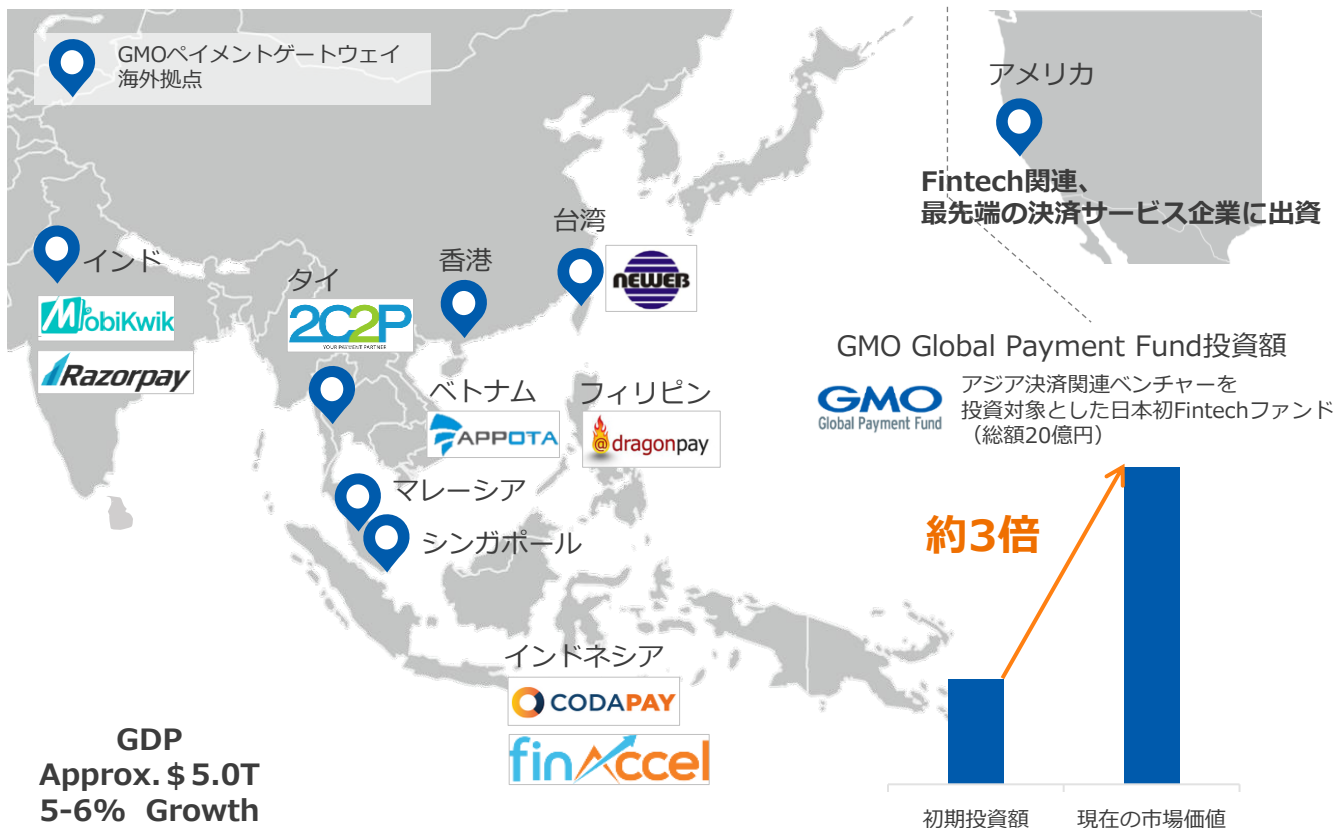 GMOペイメントゲートウェイ
海外拠点
アメリカ
Fintech関連、
最先端の決済サービス企業に出資
台湾
NEWEB
インド
MobiKwik
Razorpay
タイ
2C2P
YOUR PAYMENT PARTNER
香港
ベトナム
APPOTA
フィリピン
@dragonpay
マレーシア
シンガポール
インドネシア
CODAPAY
finAccel
GDP
Approx.$5.0T
5-6% Growth
GMO Global Payment Fund投資額
GMO
Global Payment Fund
アジア決済関連ベンチャーを
投資対象とした日本初Fintechファンド
（総額20億円）
約3倍
初期投資額
現在の市場価値